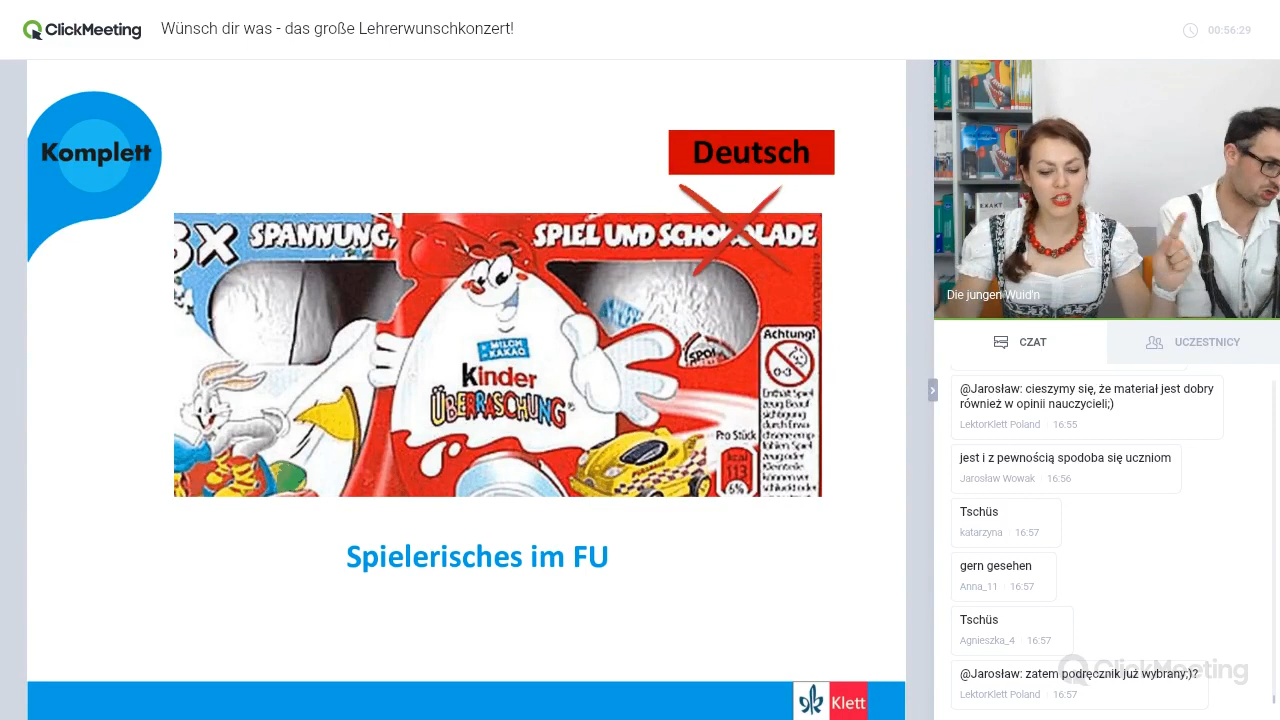 ClickMeeting
Wünsch dir was - das große Lehrerwunschkonzert!
00:56:29
Komplett
Deutsch
3X SPANNUNG,
SPIEL UND SCHOKOLADE
MILCH
KAKAO
kinder
ÜBERRASCHUNG
Achtung!
0-3
Pro Stück
kcal
113
6%
Spielerisches im FU
Klett
EXAKT
Die jungen Wuid'n
CZAT
UCZESTNICY
@Jarosław: cieszymy się, że materiał jest dobry
również w opinii nauczycieli;)
LektorKlett Poland 16:55
jest i z pewnością spodoba się uczniom
Jarosław Wowak 16:56
Tschüs
katarzyna 16:57
gern gesehen
Anna_11 16:57
Tschüs
Agnieszka_4 16:57
ClickMeeting
@Jarosław: zatem podręcznik już wybrany;)?
LektorKlett Poland 16:57